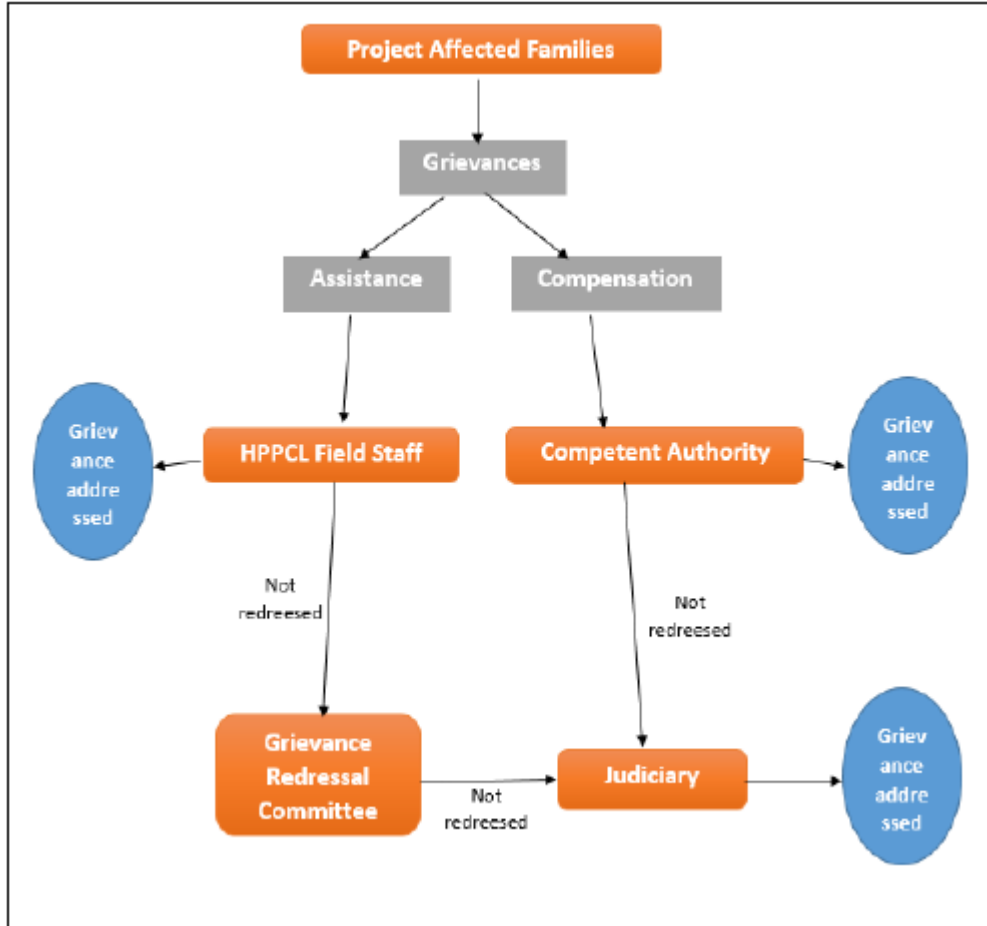 Project Affected Families
Grievances
Assistance
Compensation
Griev
ance
addre
ssed
HPPCL Field Staff
Competent Authority
Griev
ance
addre
ssed
Not
redreesed
Not
redreesed
Grievance
Redressal
Committee
Not
redreesed
Judiciary
Griev
ance
addre
ssed